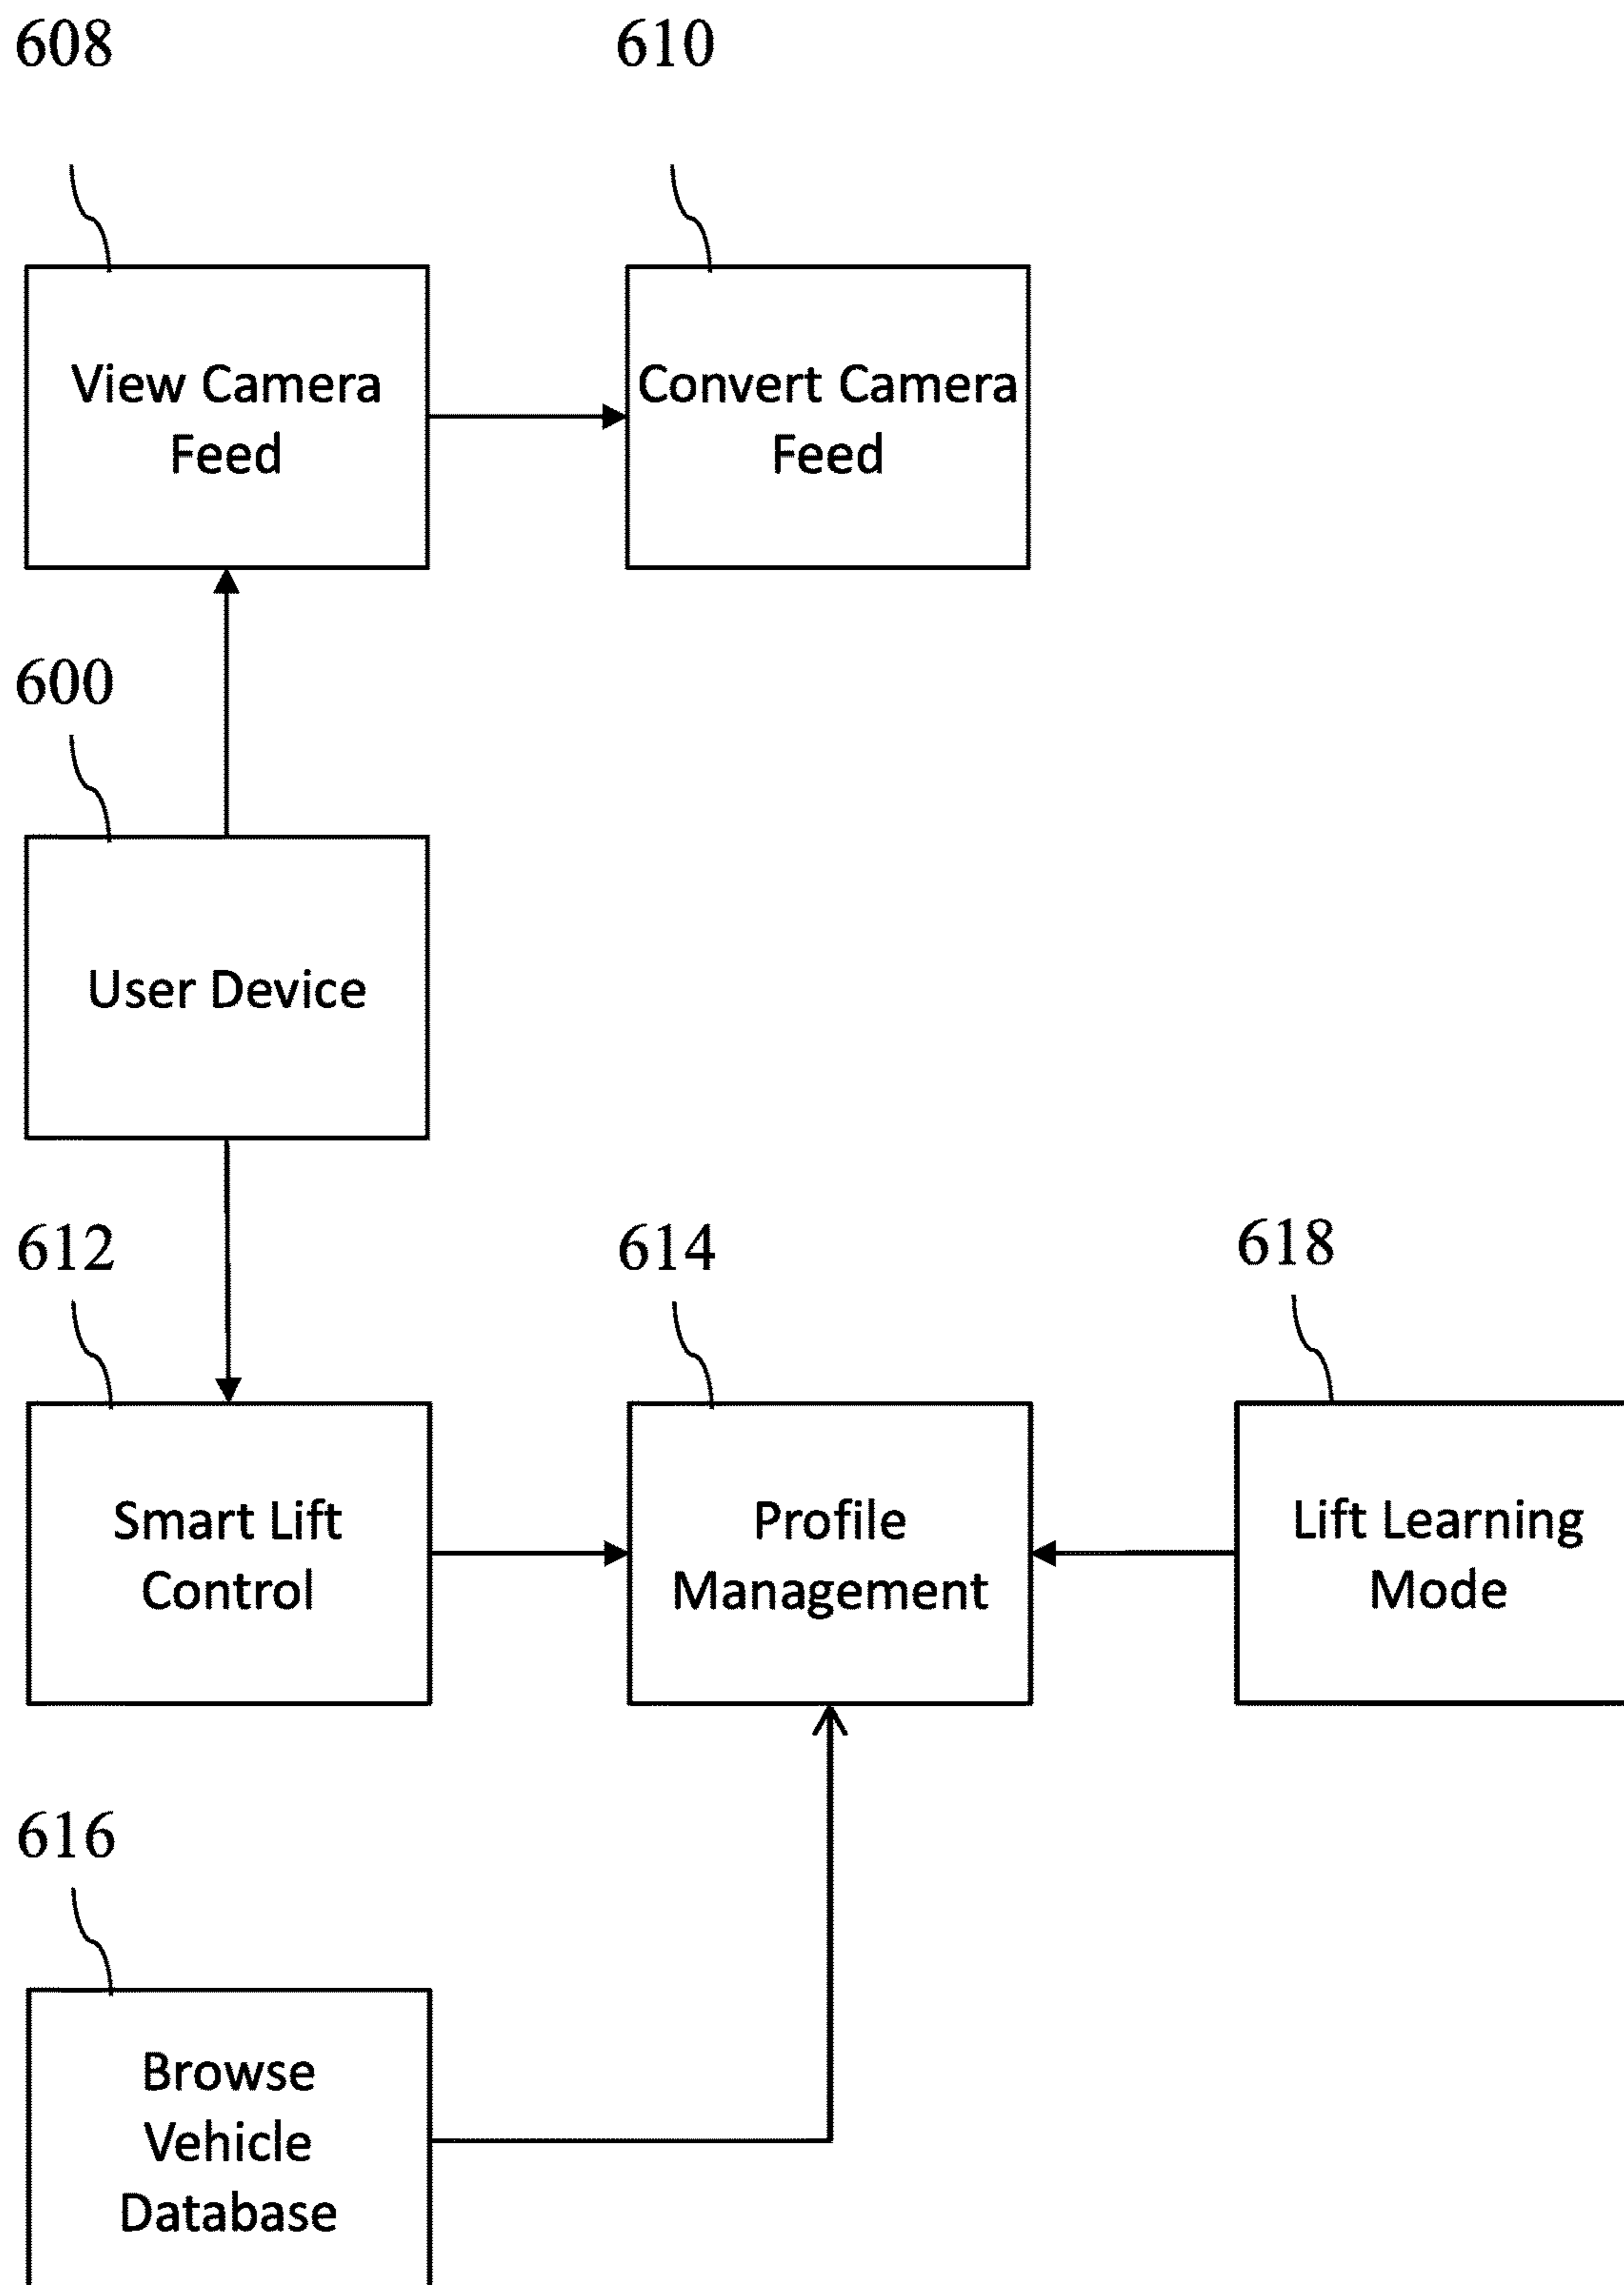 608
610
View Camera
Feed
Convert Camera
Feed
600
User Device
612
614
618
Smart Lift
Control
Profile
Management
Lift Learning
Mode
616
Browse
Vehicle
Database